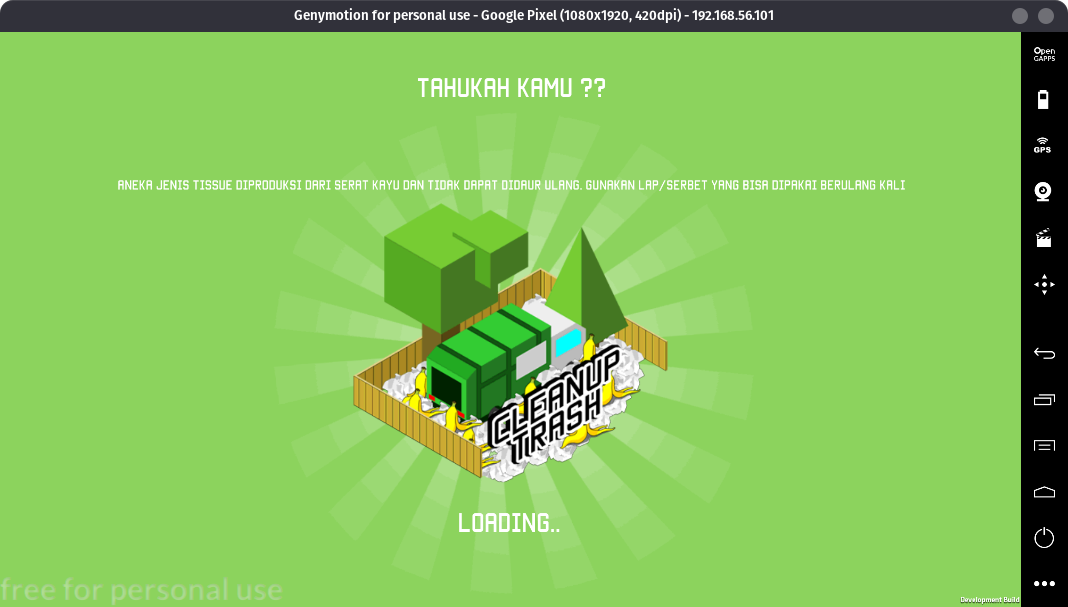 Genymotion for personal use - Google Pixel (1080x1920, 420dpi) - 192.168.56.101
Open
GAPPS
TAHUKAH KAMU ??
GPS
ANEKA JENIS TISSUE DIPRODUKSI DARI SERAT KAYU DAN TIDAK DAPAT DIDAUR ULANG. GUNAKAN LAP/SERBET YANG BISA DIPAKAI BERULANG KALI
CLEANUP
TRASH
LOADING..
free for personal use
Development Build